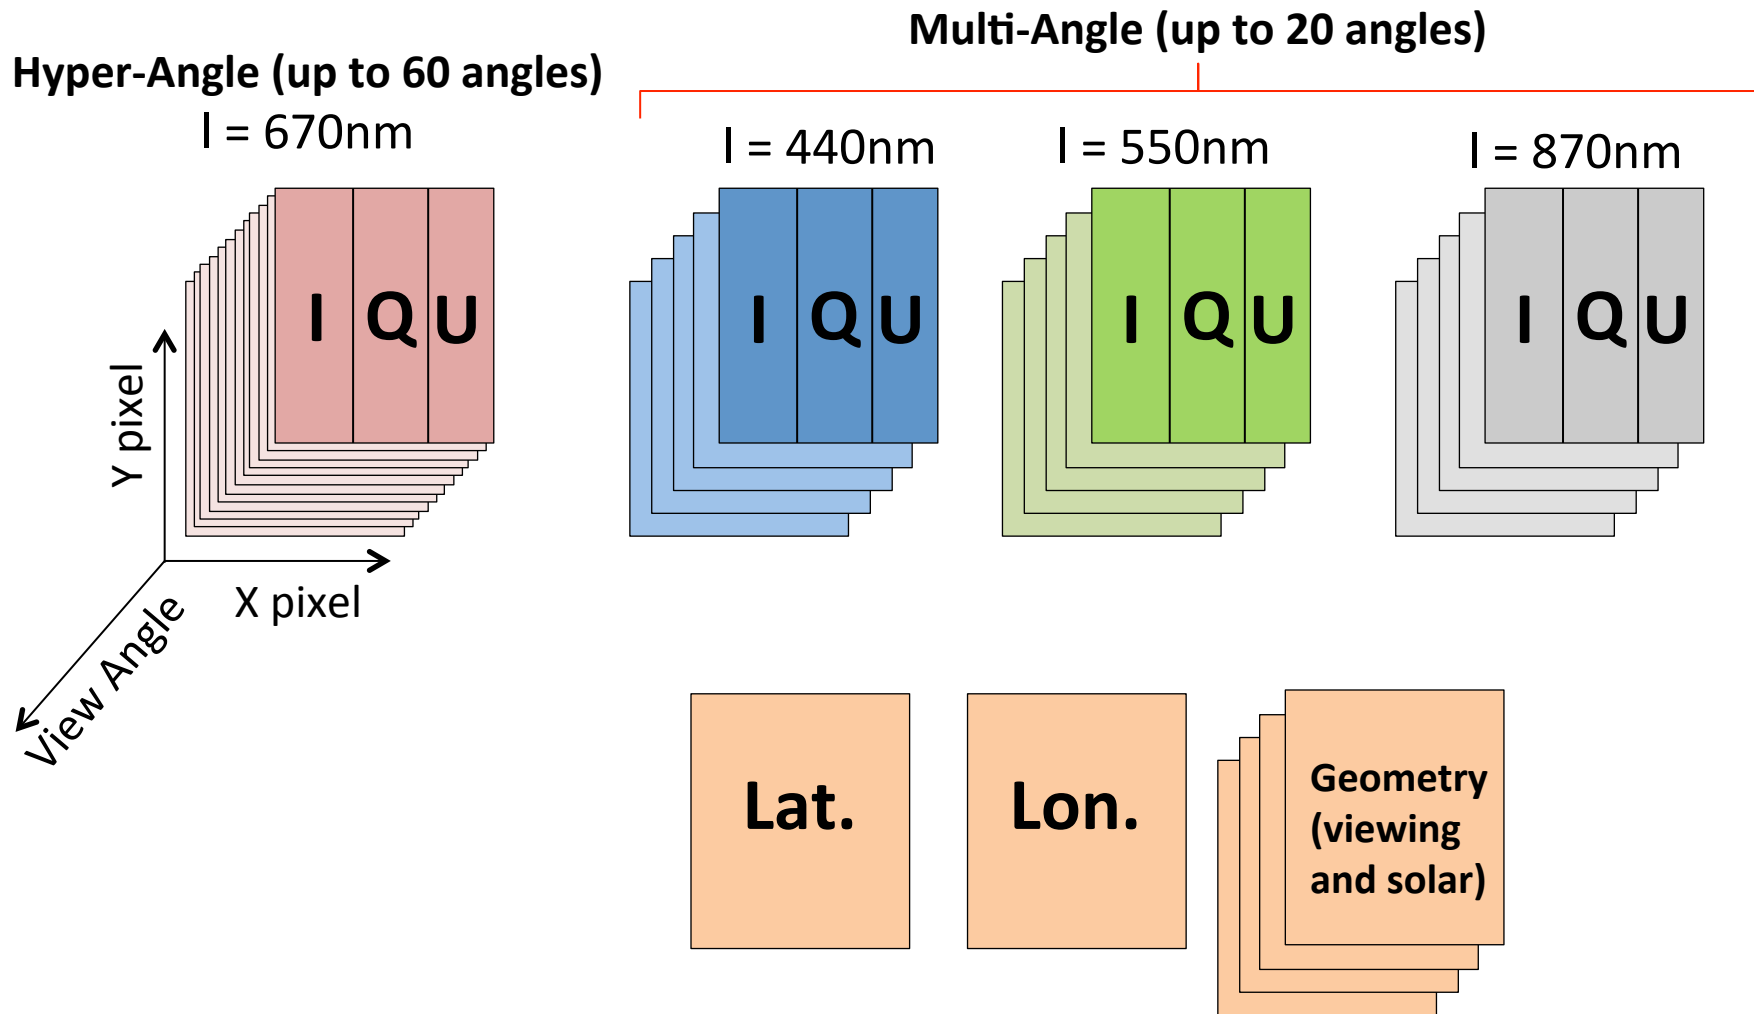 Multi-Angle (up to 20 angles)
Hyper-Angle (up to 60 angles)
l = 670nm
l = 440nm
l = 550nm
l = 870nm
I Q U
I Q U
I Q U
I Q U
Y pixel
X pixel
View Angle
Lat.
Lon.
Geometry
(viewing
and solar)